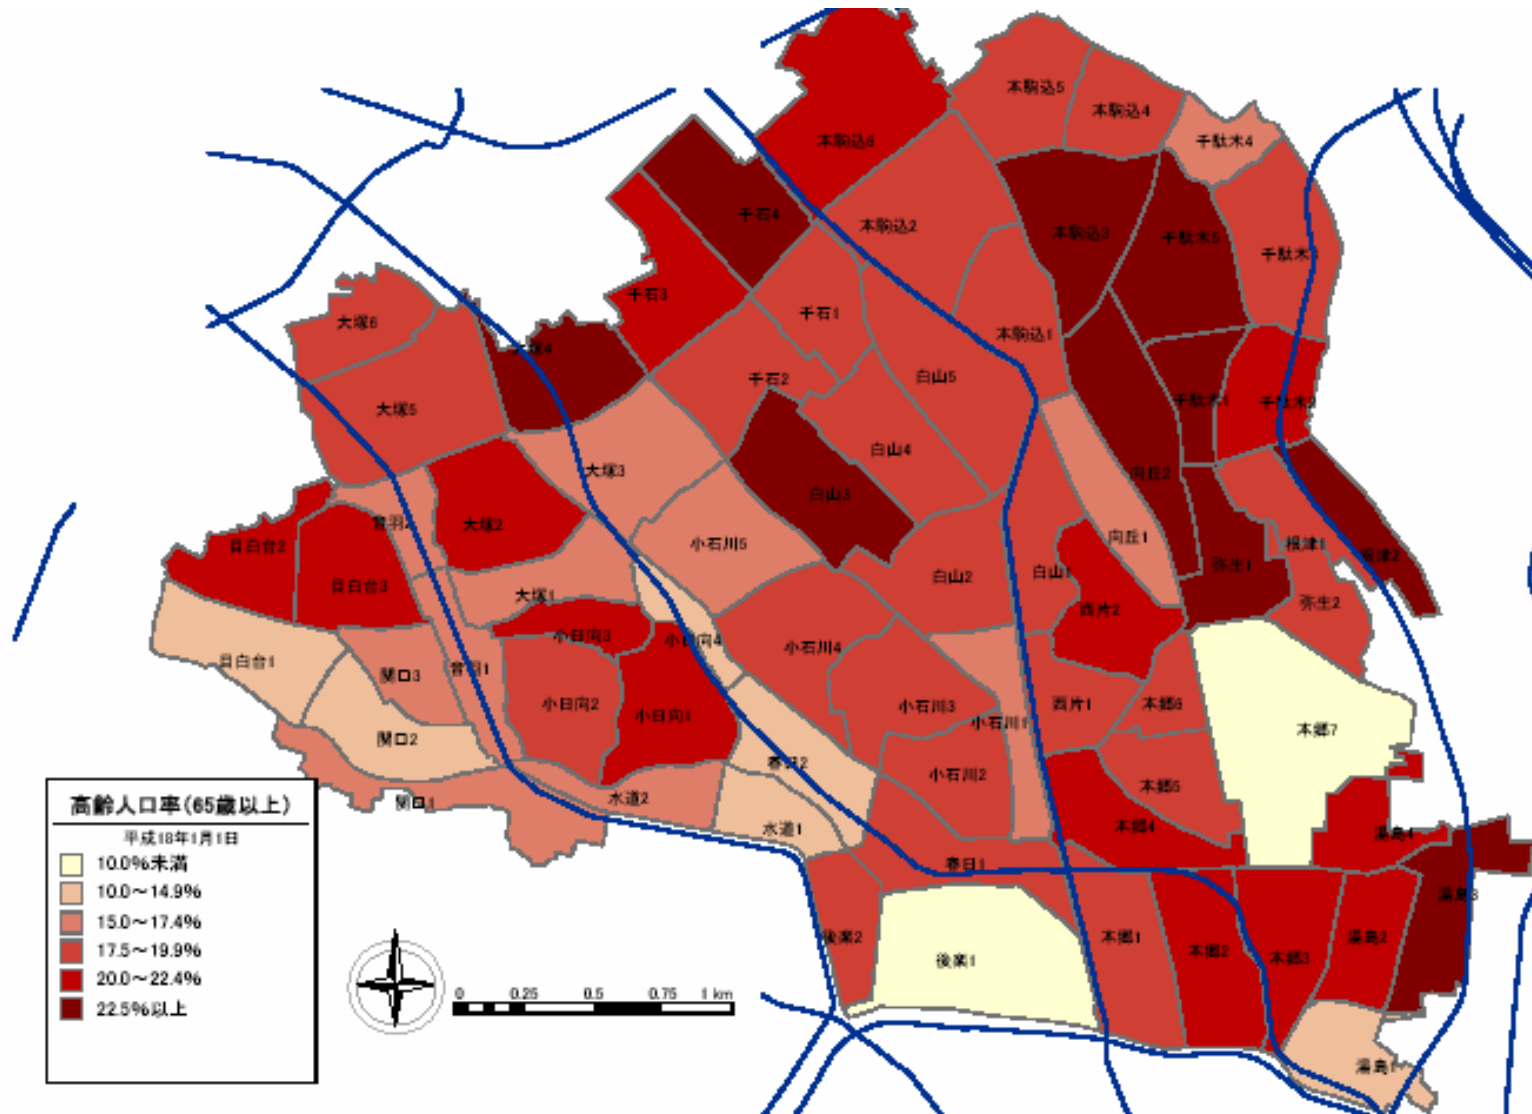 本駒込5
本駒込4
本駒込6
千駄木4
千石4
本駒込2
本駒込3
千駄木5
千駄木3
千石3
千石1
大塚6
大塚4
本駒込1
千石2
白山5
大塚5
千駄木1
千駄木2
白山4
大塚3
向丘2
白山3
音羽2
大塚2
小石川5
向丘1
根津1
根津2
目白台2
弥生1
目白台3
白山2
白山1
大塚1
西片2
弥生2
小日向3
小日向4
小石川4
目白台1
関口3
音羽1
小日向2
小日向1
小石川3
小石川1
西片1
本郷6
本郷7
関口2
春日2
小石川2
本郷5
関口1
水道2
水道1
本郷4
湯島4
春日1
湯島3
後楽2
後楽1
本郷1
本郷2
本郷3
湯島2
湯島1
高齢人口率(65歳以上)
平成18年1月1日
10.0%未満
10.0～14.9%
15.0～17.4%
17.5～19.9%
20.0～22.4%
22.5%以上
0 0.25 0.5 0.75 1 km